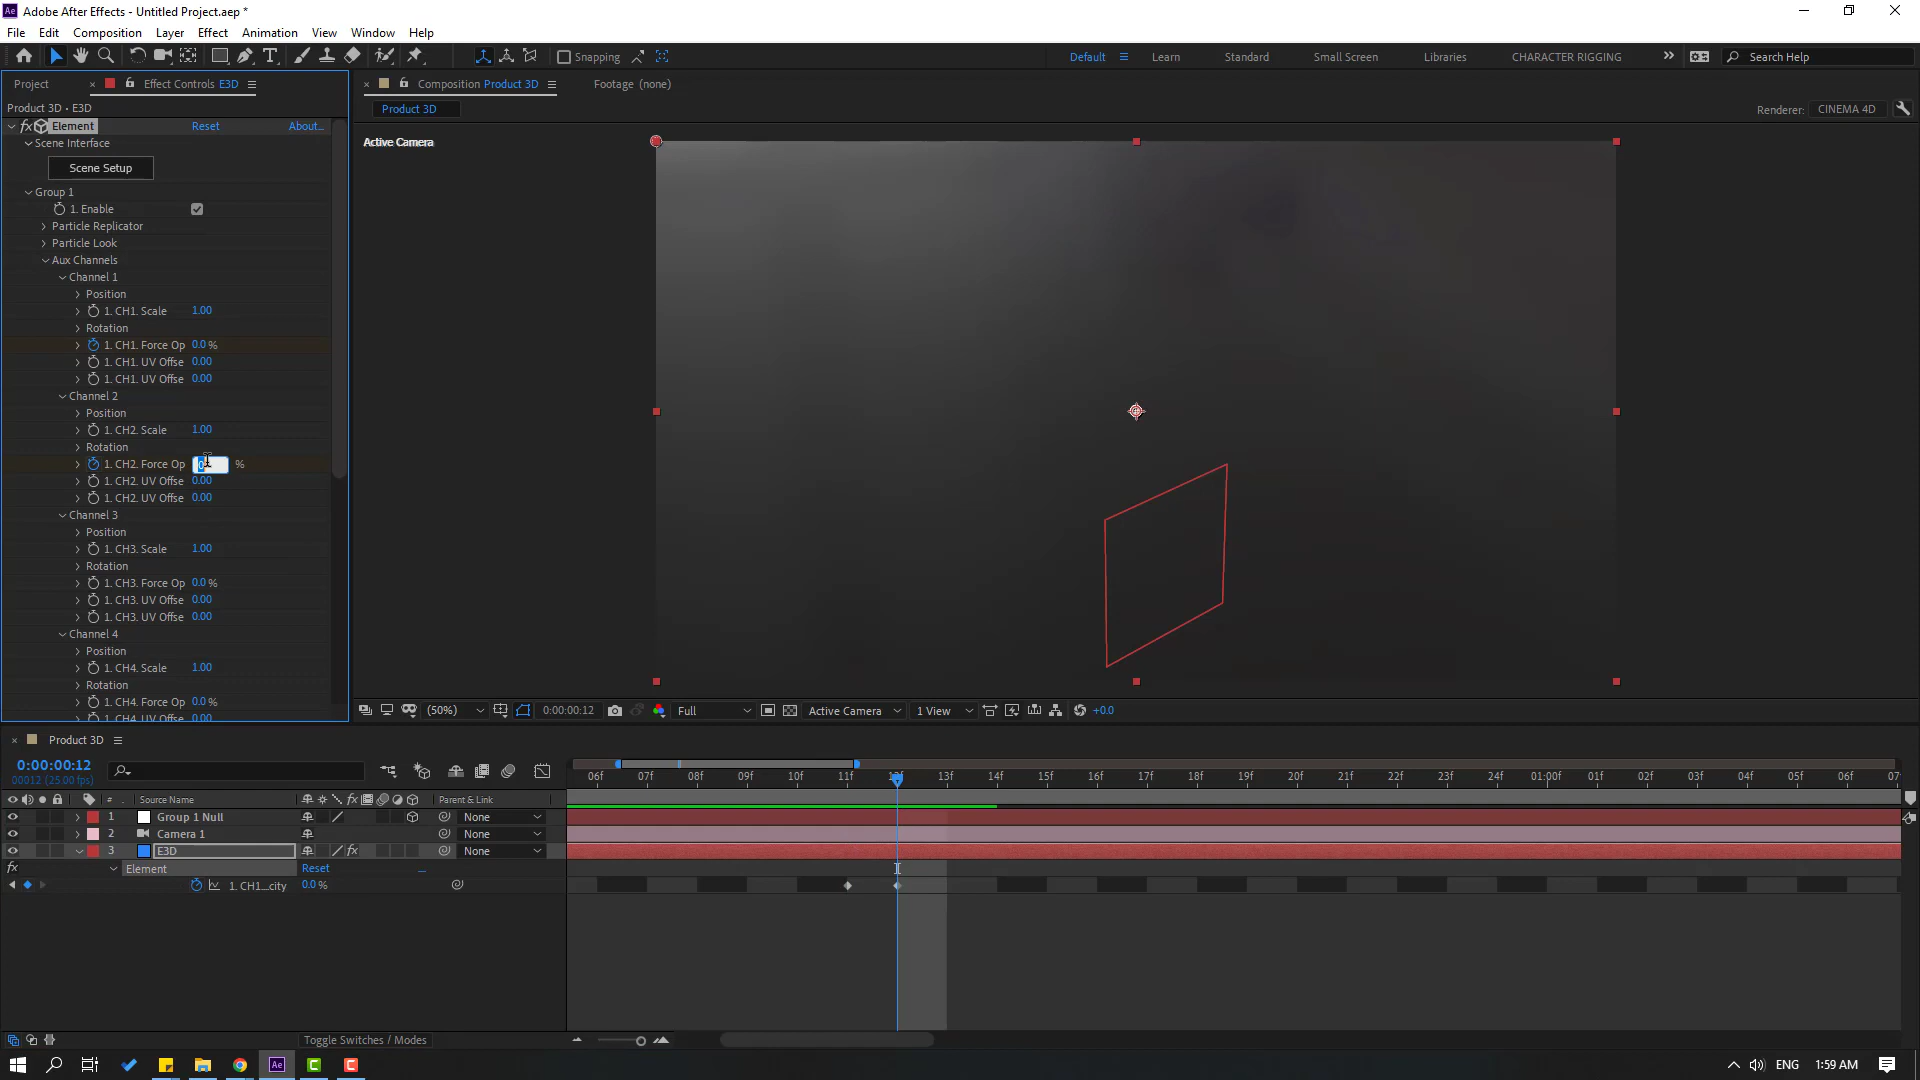 Adobe After Effects - Untitled Project.aep *
File Edit Composition Layer Effect Animation View Window Help
Snapping Default Learn Standard Small Screen Libraries CHARACTER RIGGING Search Help
Project Effect Controls E3D Composition Product 3D Footage (none)
Product 3D • E3D Product 3D Renderer: CINEMA 4D
Element Reset About...
Active Camera
Scene Interface
Scene Setup
Group 1
1. Enable
Particle Replicator
Particle Look
Aux Channels
Channel 1
Position
1. CH1. Scale 1.00
Rotation
1. CH1. Force Op 0.0 %
1. CH1. UV Offse 0.00
1. CH1. UV Offse 0.00
Channel 2
Position
1. CH2. Scale 1.00
Rotation
1. CH2. Force Op %
1. CH2. UV Offse 0.00
1. CH2. UV Offse 0.00
Channel 3
Position
1. CH3. Scale 1.00
Rotation
1. CH3. Force Op 0.0 %
1. CH3. UV Offse 0.00
1. CH3. UV Offse 0.00
Channel 4
Position
1. CH4. Scale 1.00
Rotation
1. CH4. Force Op 0.0 %
1. CH4. UV Offse 0.00
(50%) 0:00:00:12 Full Active Camera 1 View +0.0
Product 3D
0:00:00:12
00012 (25.00 fps)
06f 07f 08f 09f 10f 11f 12f 13f 14f 15f 16f 17f 18f 19f 20f 21f 22f 23f 24f 01:00f 01f 02f 03f 04f 05f 06f 07
# Source Name Parent & Link
1 Group 1 Null None
2 Camera 1 None
3 E3D None
Element Reset
1. CH1....city 0.0 %
Toggle Switches / Modes
ENG 1:59 AM